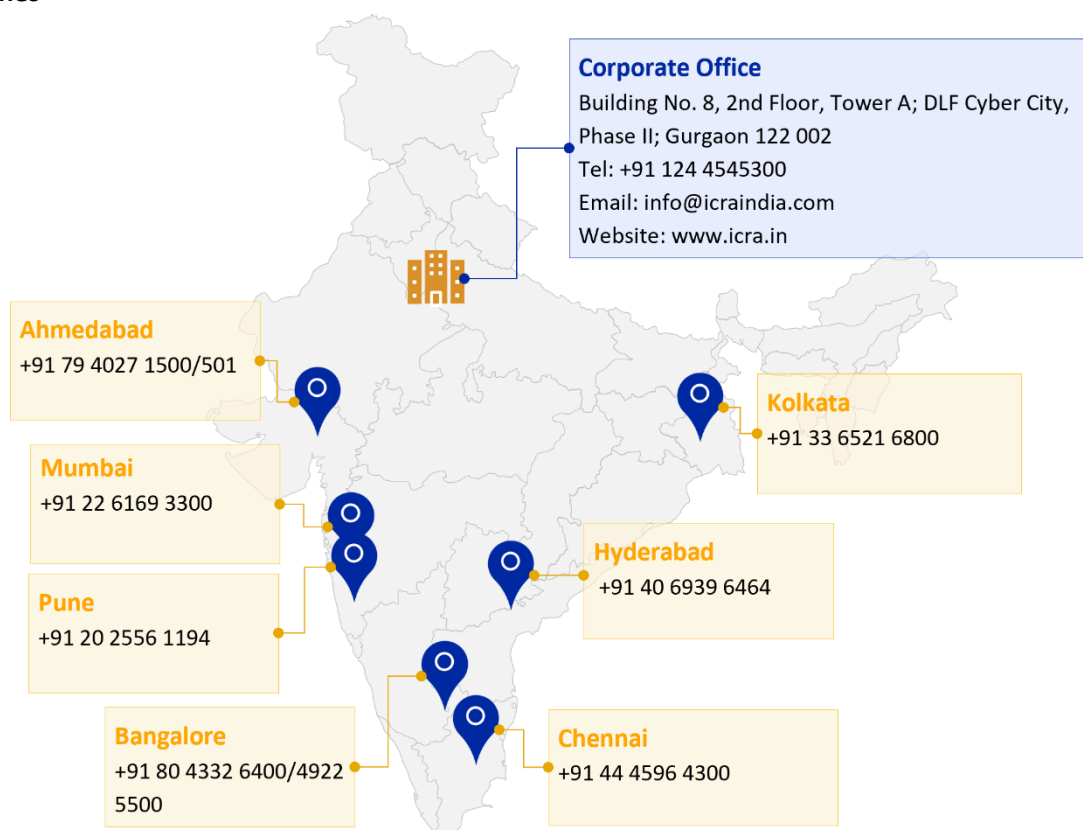 Corporate Office
Building No. 8, 2nd Floor, Tower A; DLF Cyber City,
Phase II; Gurgaon 122 002
Tel: +91 124 4545300
Email: info@icraindia.com
Website: www.icra.in
Ahmedabad
+91 79 4027 1500/501
Kolkata
+91 33 6521 6800
Mumbai
+91 22 6169 3300
Hyderabad
+91 40 6939 6464
Pune
+91 20 2556 1194
Bangalore
+91 80 4332 6400/4922
5500
Chennai
+91 44 4596 4300